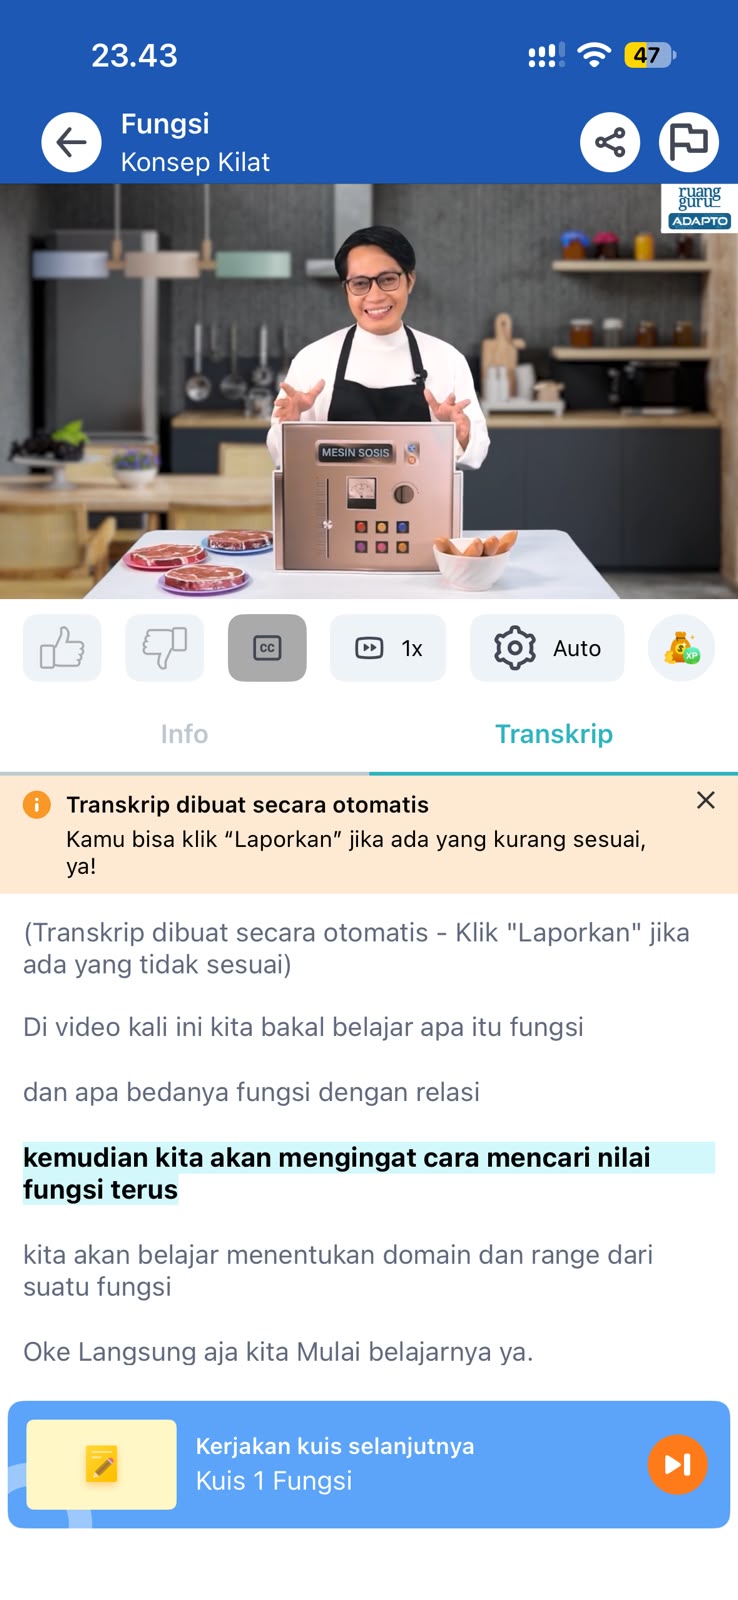 23.43
47
Fungsi
Konsep Kilat
ruang
guru
ADAPTO
MESIN SOSIS
CC
1x
Auto
XP
Info
Transkrip
Transkrip dibuat secara otomatis
Kamu bisa klik “Laporkan” jika ada yang kurang sesuai,
ya!
(Transkrip dibuat secara otomatis - Klik "Laporkan" jika
ada yang tidak sesuai)
Di video kali ini kita bakal belajar apa itu fungsi
dan apa bedanya fungsi dengan relasi
kemudian kita akan mengingat cara mencari nilai
fungsi terus
kita akan belajar menentukan domain dan range dari
suatu fungsi
Oke Langsung aja kita Mulai belajarnya ya.
Kerjakan kuis selanjutnya
Kuis 1 Fungsi